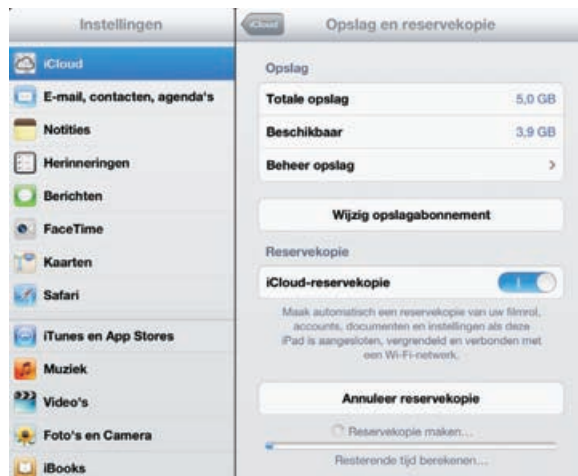 Instellingen
iCloud
E-mail, contacten, agenda's
Notities
Herinneringen
Berichten
FaceTime
Kaarten
Safari
iTunes en App Stores
Muziek
Video's
Foto's en Camera
iBooks
iCloud
Opslag en reservekopie
Opslag
Totale opslag 5,0 GB
Beschikbaar 3,9 GB
Beheer opslag
Wijzig opslagabonnement
Reservekopie
iCloud-reservekopie
Maak automatisch een reservekopie van uw filmrol,
accounts, documenten en instellingen als deze
iPad is aangesloten, vergrendeld en verbonden met
een Wi-Fi-netwerk.
Annuleer reservekopie
Reservekopie maken...
Resterende tijd berekenen...